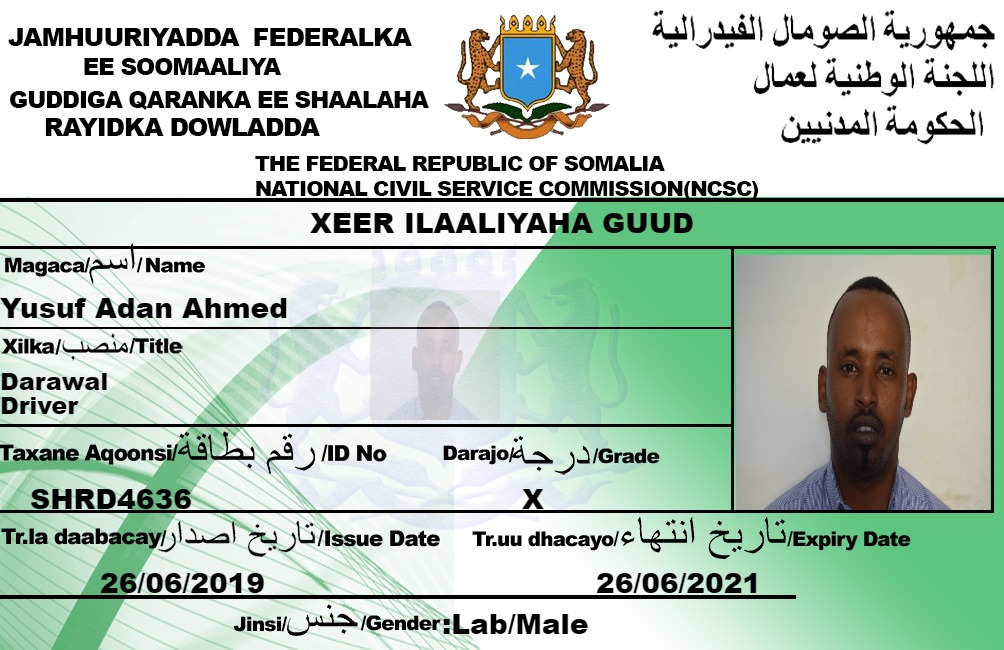 JAMHUURIYADDA FEDERALKA
EE SOOMAALIYA
GUDDIGA QARANKA EE SHAALAHA
RAYIDKA DOWLADDA
جمهورية الصومال الفيدرالية
اللجنة الوطنية لعمال
الحكومة المدنيين
THE FEDERAL REPUBLIC OF SOMALIA
NATIONAL CIVIL SERVICE COMMISSION(NCSC)
XEER ILAALIYAHA GUUD
Magaca/اسم/Name
Yusuf Adan Ahmed
Xilka/منصب/Title
Darawal
Driver
Taxane Aqoonsi/رقم بطاقة/ID No
Darajo/درجة/Grade
SHRD4636
X
Tr.la daabacay/تاريخ اصدار/Issue Date
Tr.uu dhacayo/تاريخ انتهاء/Expiry Date
26/06/2019
26/06/2021
Jinsi/جنس/Gender:Lab/Male